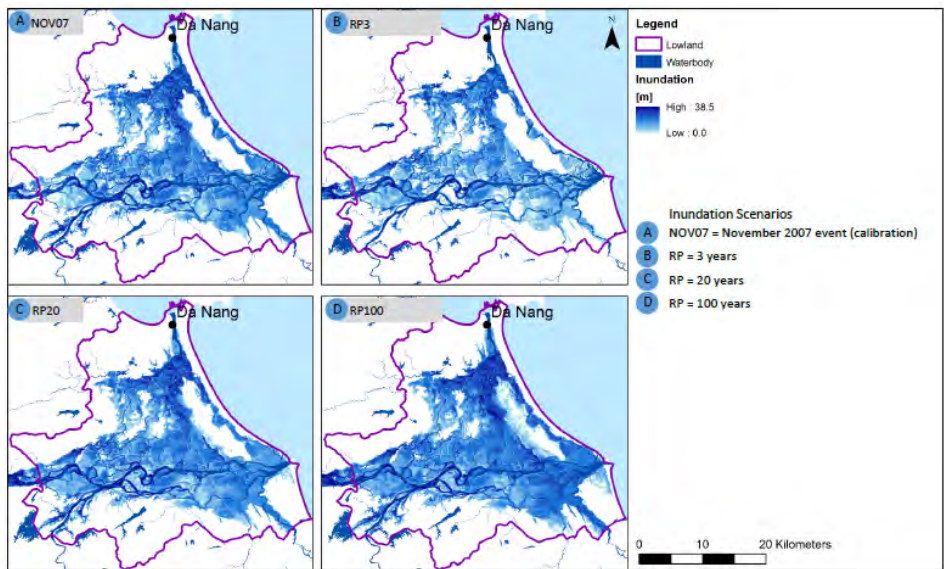 A NOV07
Da Nang
B RP3
Da Nang
N
C RP20
Da Nang
D RP100
Da Nang
Legend
Lowland
Waterbody
Inundation
[m]
High : 38.5
Low : 0.0
Inundation Scenarios
A NOV07 = November 2007 event (calibration)
B RP = 3 years
C RP = 20 years
D RP = 100 years
0 10 20 Kilometers